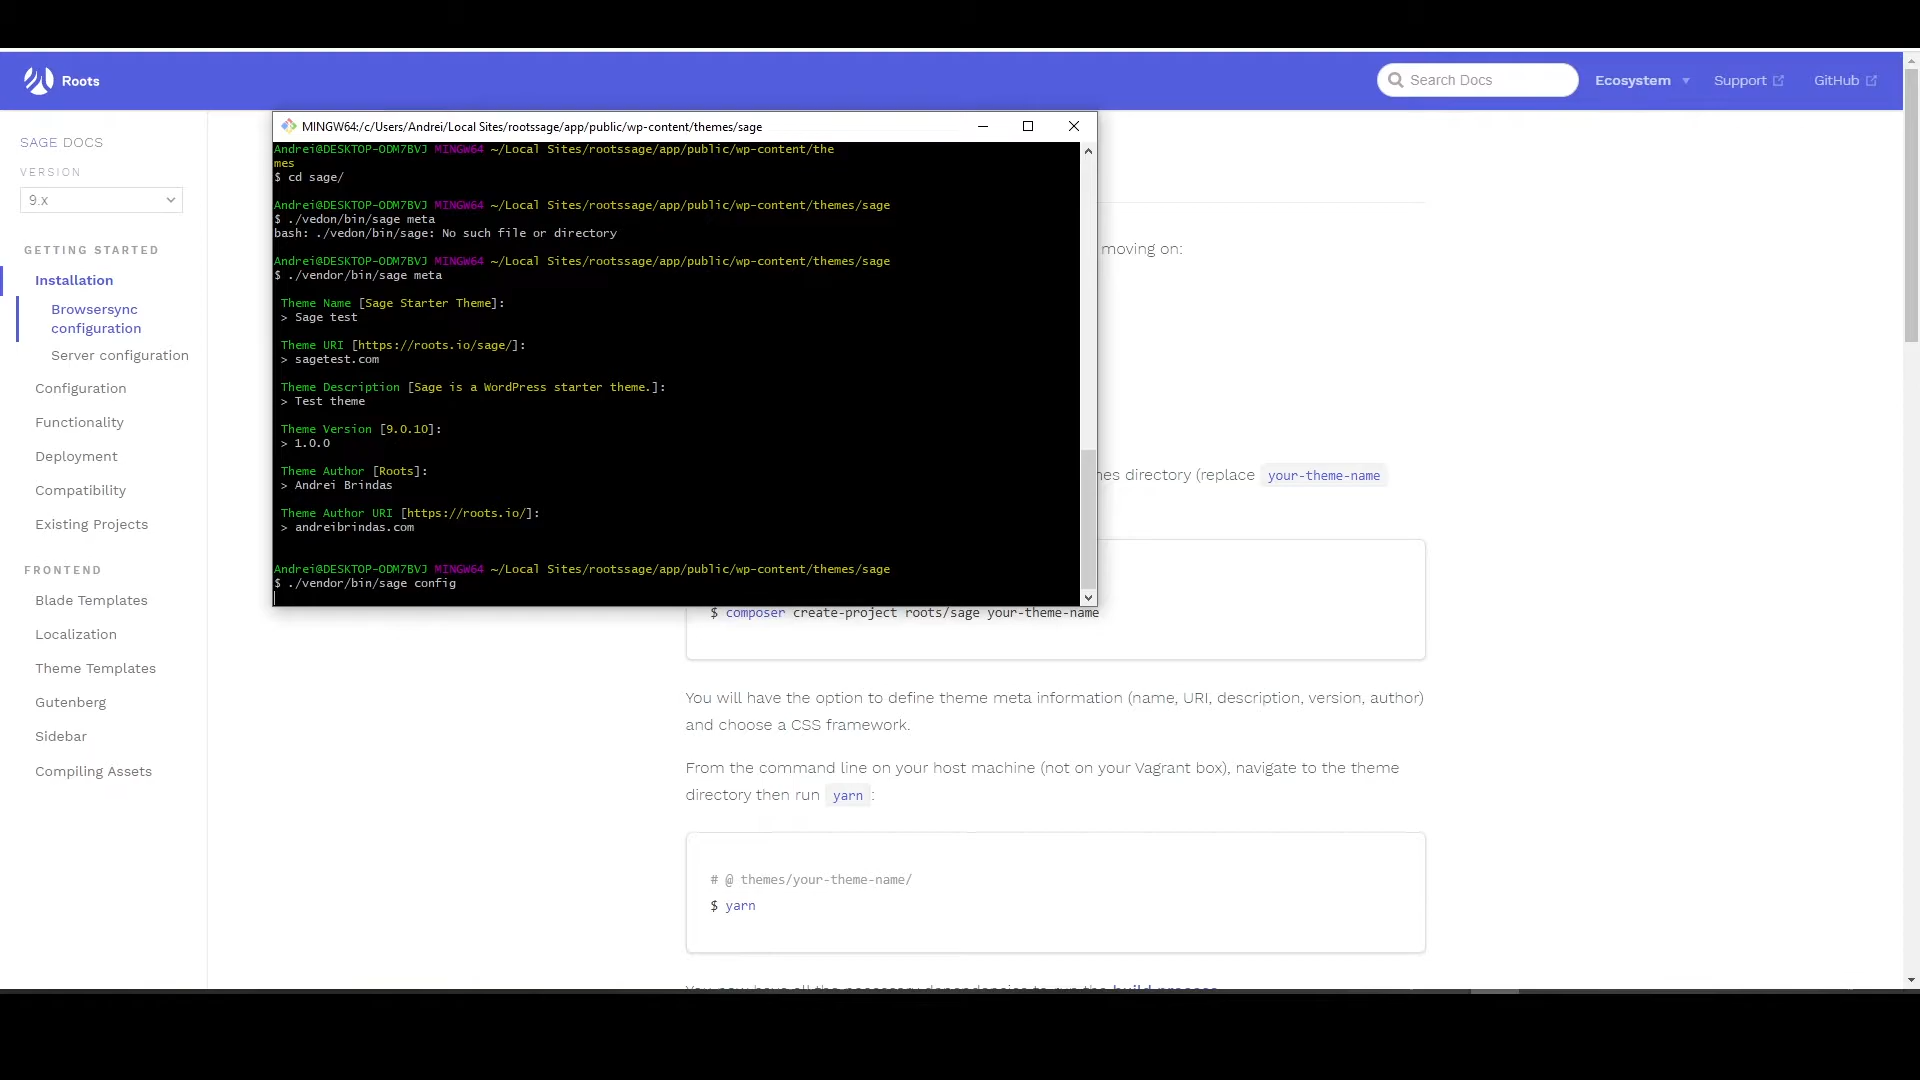 Roots
Search Docs
Ecosystem
Support
GitHub
SAGE DOCS
VERSION
9.x
GETTING STARTED
Installation
Browsersync
configuration
Server configuration
Configuration
Functionality
Deployment
Compatibility
Existing Projects
FRONTEND
Blade Templates
Localization
Theme Templates
Gutenberg
Sidebar
Compiling Assets
MINGW64:/c/Users/Andrei/Local Sites/rootssage/app/public/wp-content/themes/sage
Andrei@DESKTOP-ODM7BVJ MINGW64 ~/Local Sites/rootssage/app/public/wp-content/the
mes
$ cd sage/
Andrei@DESKTOP-ODM7BVJ MINGW64 ~/Local Sites/rootssage/app/public/wp-content/themes/sage
$ ./vedon/bin/sage meta
bash: ./vedon/bin/sage: No such file or directory
Andrei@DESKTOP-ODM7BVJ MINGW64 ~/Local Sites/rootssage/app/public/wp-content/themes/sage
$ ./vendor/bin/sage meta
Theme Name [Sage Starter Theme]:
> Sage test
Theme URI [https://roots.io/sage/]:
> sagetest.com
Theme Description [Sage is a WordPress starter theme.]:
> Test theme
Theme Version [9.0.10]:
> 1.0.0
Theme Author [Roots]:
> Andrei Brindas
Theme Author URI [https://roots.io/]:
> andreibrindas.com
Andrei@DESKTOP-ODM7BVJ MINGW64 ~/Local Sites/rootssage/app/public/wp-content/themes/sage
$ ./vendor/bin/sage config
moving on:
directory (replace your-theme-name
$ composer create-project roots/sage your-theme-name
You will have the option to define theme meta information (name, URI, description, version, author)
and choose a CSS framework.
From the command line on your host machine (not on your Vagrant box), navigate to the theme
directory then run yarn :
# @ themes/your-theme-name/
$ yarn